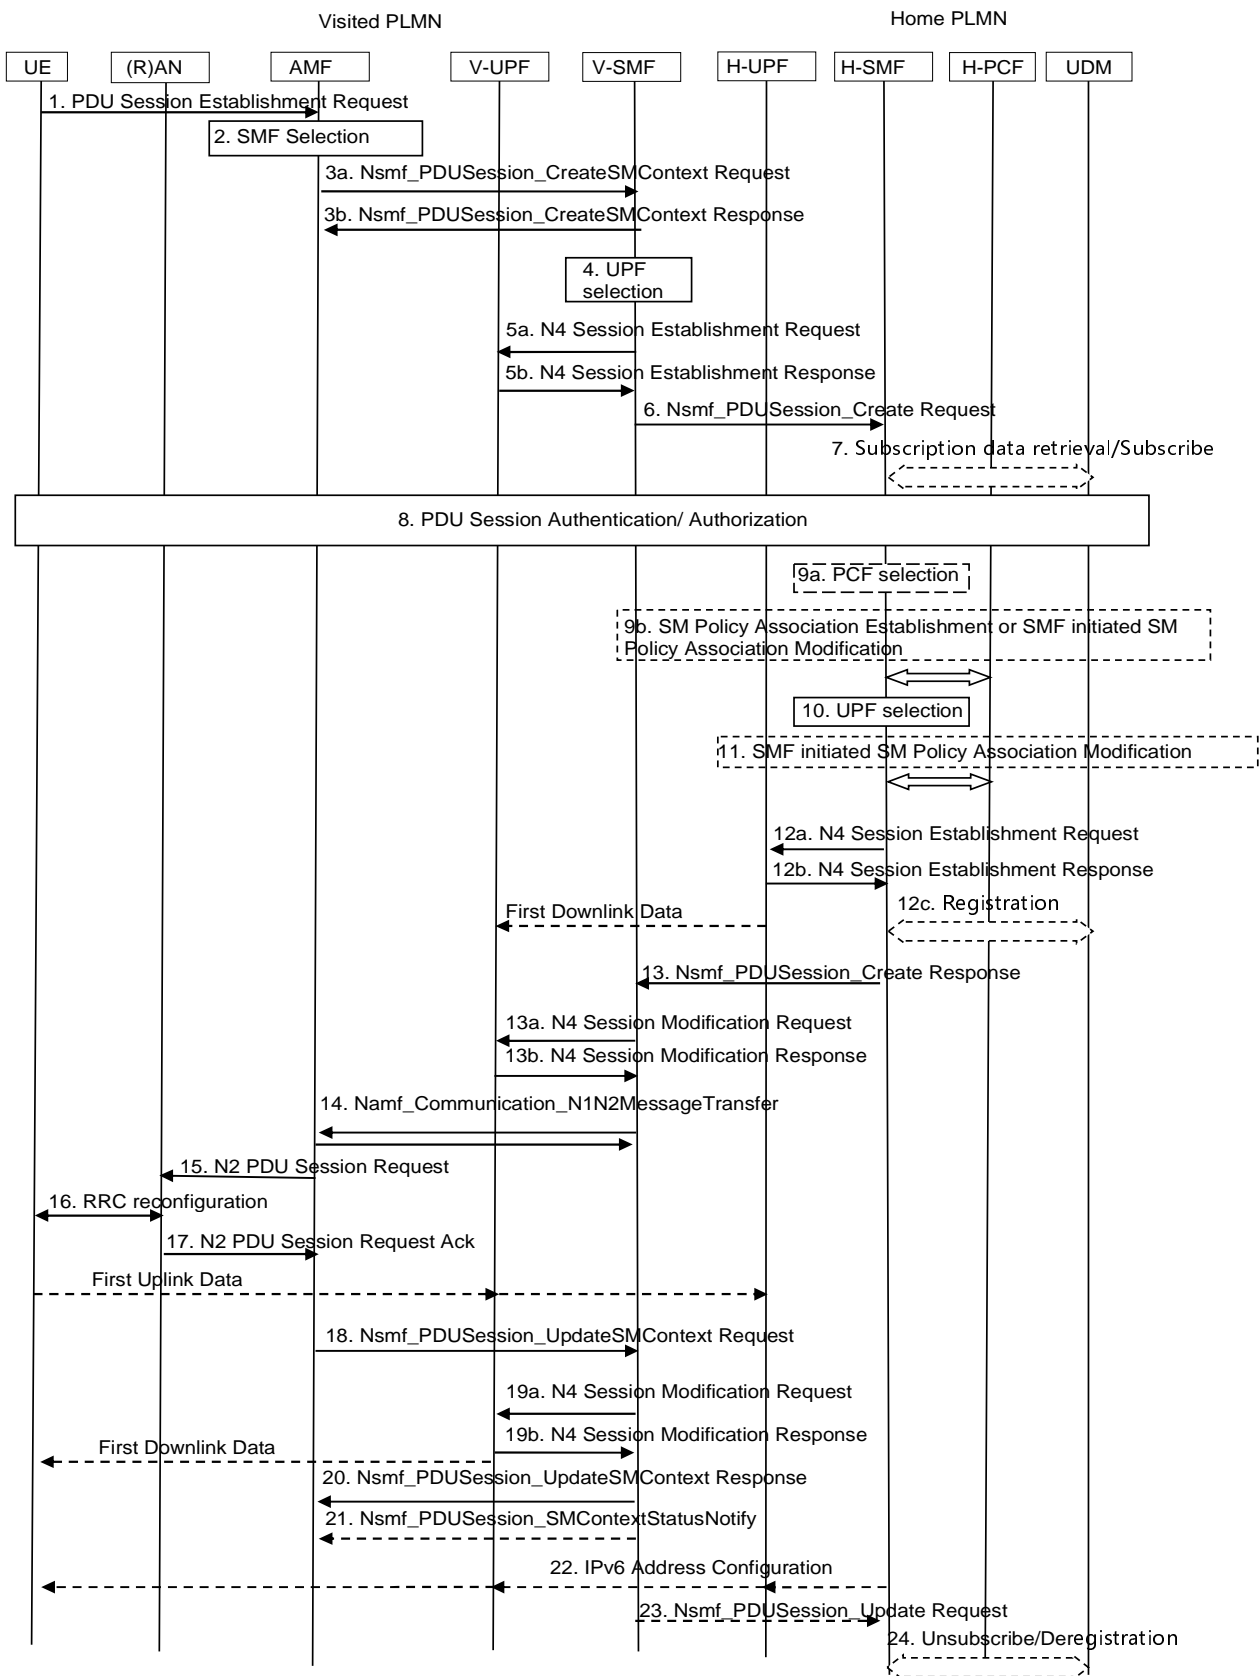 Visited PLMN
Home PLMN
UE
(R)AN
AMF
V-UPF
V-SMF
H-UPF
H-SMF
H-PCF
UDM
1. PDU Session Establishment Request
2. SMF Selection
3a. Nsmf_PDUSession_CreateSMContext Request
3b. Nsmf_PDUSession_CreateSMContext Response
4. UPF
selection
5a. N4 Session Establishment Request
5b. N4 Session Establishment Response
6. Nsmf_PDUSession_Create Request
7. Subscription data retrieval/Subscribe
8. PDU Session Authentication/ Authorization
9a. PCF selection
9b. SM Policy Association Establishment or SMF initiated SM
Policy Association Modification
10. UPF selection
11. SMF initiated SM Policy Association Modification
12a. N4 Session Establishment Request
12b. N4 Session Establishment Response
12c. Registration
First Downlink Data
13. Nsmf_PDUSession_Create Response
13a. N4 Session Modification Request
13b. N4 Session Modification Response
14. Namf_Communication_N1N2MessageTransfer
15. N2 PDU Session Request
16. RRC reconfiguration
17. N2 PDU Session Request Ack
First Uplink Data
18. Nsmf_PDUSession_UpdateSMContext Request
19a. N4 Session Modification Request
19b. N4 Session Modification Response
First Downlink Data
20. Nsmf_PDUSession_UpdateSMContext Response
21. Nsmf_PDUSession_SMContextStatusNotify
22. IPv6 Address Configuration
23. Nsmf_PDUSession_Update Request
24. Unsubscribe/Deregistration